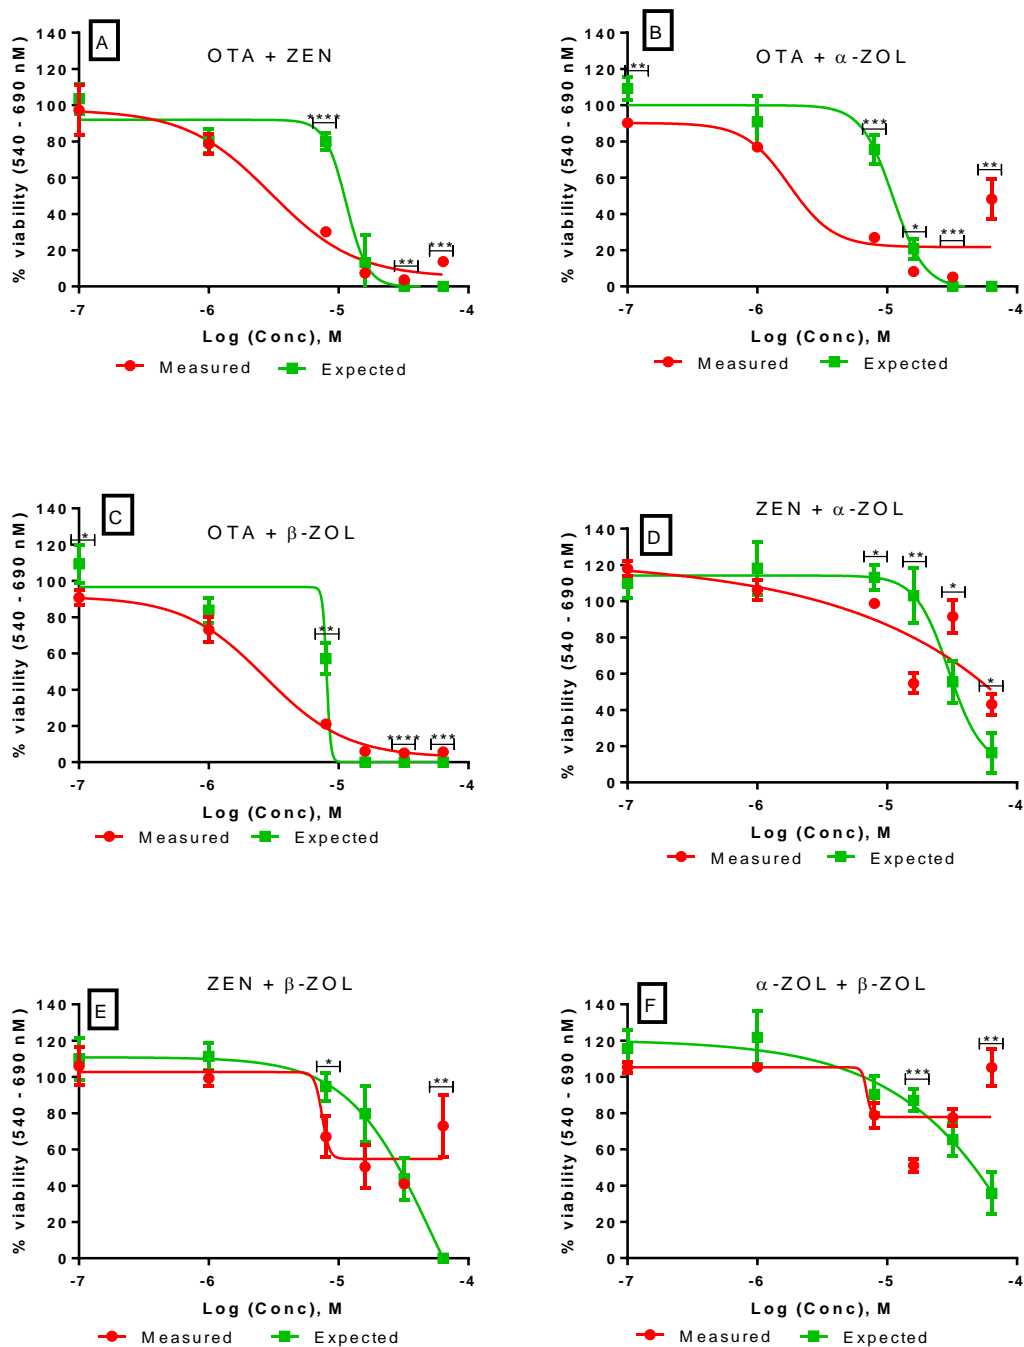 A
OTA + ZEN
% viability (540 - 690 nM)
140
120
100
80
60
40
20
0
****
**
***
-7 -6 -5 -4
Log (Conc), M
Measured Expected
B
OTA + α-ZOL
% viability (540 - 690 nM)
140
120
100
80
60
40
20
0
**
***
*
***
**
-7 -6 -5 -4
Log (Conc), M
Measured Expected
C
OTA + β-ZOL
% viability (540 - 690 nM)
140
120
100
80
60
40
20
0
*
**
****
***
-7 -6 -5 -4
Log (Conc), M
Measured Expected
D
ZEN + α-ZOL
% viability (540 - 690 nM)
140
120
100
80
60
40
20
0
*
**
*
*
-7 -6 -5 -4
Log (Conc), M
Measured Expected
E
ZEN + β-ZOL
% viability (540 - 690 nM)
140
120
100
80
60
40
20
0
*
**
-7 -6 -5 -4
Log (Conc), M
Measured Expected
F
α-ZOL + β-ZOL
% viability (540 - 690 nM)
140
120
100
80
60
40
20
0
***
**
-7 -6 -5 -4
Log (Conc), M
Measured Expected